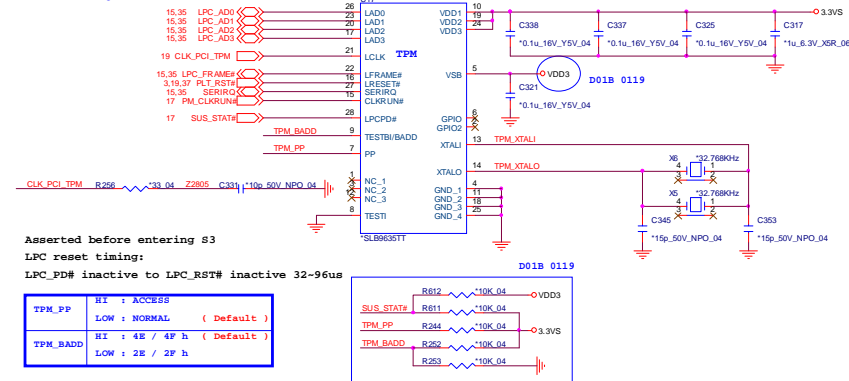 15,35 LPC_AD0
15,35 LPC_AD1
15,35 LPC_AD2
15,35 LPC_AD3
19 CLK_PCI_TPM
15,35 LPC_FRAME#
3,19,37 PLT_RST#
15,35 SERIRQ
17 PM_CLKRUN#
17 SUS_STAT#
TPM_BADD
TPM_PP
26 LAD0
23 LAD1
20 LAD2
17 LAD3
21 LCLK
22 LFRAME#
16 LRESET#
27 SERIRQ
15 CLKRUN#
28 LPCPD#
9 TESTBI/BADD
7 PP
1 NC_1
NC_2
NC_3
8 TESTI
TPM
VDD1 10
VDD2 19
VDD3 24
VSB 5
GPIO 6
GPIO2 2
XTALI 13 TPM_XTALI
XTALO 14 TPM_XTALO
GND_1 4
GND_2 11
GND_3 18
GND_4 25
*SLB9635TT
3.3VS
C338
*0.1u_16V_Y5V_04
C337
*0.1u_16V_Y5V_04
C325
*0.1u_16V_Y5V_04
C317
*1u_6.3V_X5R_06
VDD3
D01B 0119
C321
*0.1u_16V_Y5V_04
X6 *32.768KHz
4 1
3 2
X5 *32.768KHz
4 1
3 2
C345
*15p_50V_NPO_04
C353
*15p_50V_NPO_04
CLK_PCI_TPM R256 *33_04 Z2805 C331 *10p_50V_NPO_04
Asserted before entering S3
LPC reset timing:
LPC_PD# inactive to LPC_RST# inactive 32~96us
TPM_PP
HI : ACCESS
LOW : NORMAL ( Default )
TPM_BADD
HI : 4E / 4F h ( Default )
LOW : 2E / 2F h
D01B 0119
R612 *10K_04 VDD3
SUS_STAT# R611 *10K_04
TPM_PP R244 *10K_04 3.3VS
TPM_BADD R252 *10K_04
R253 *10K_04